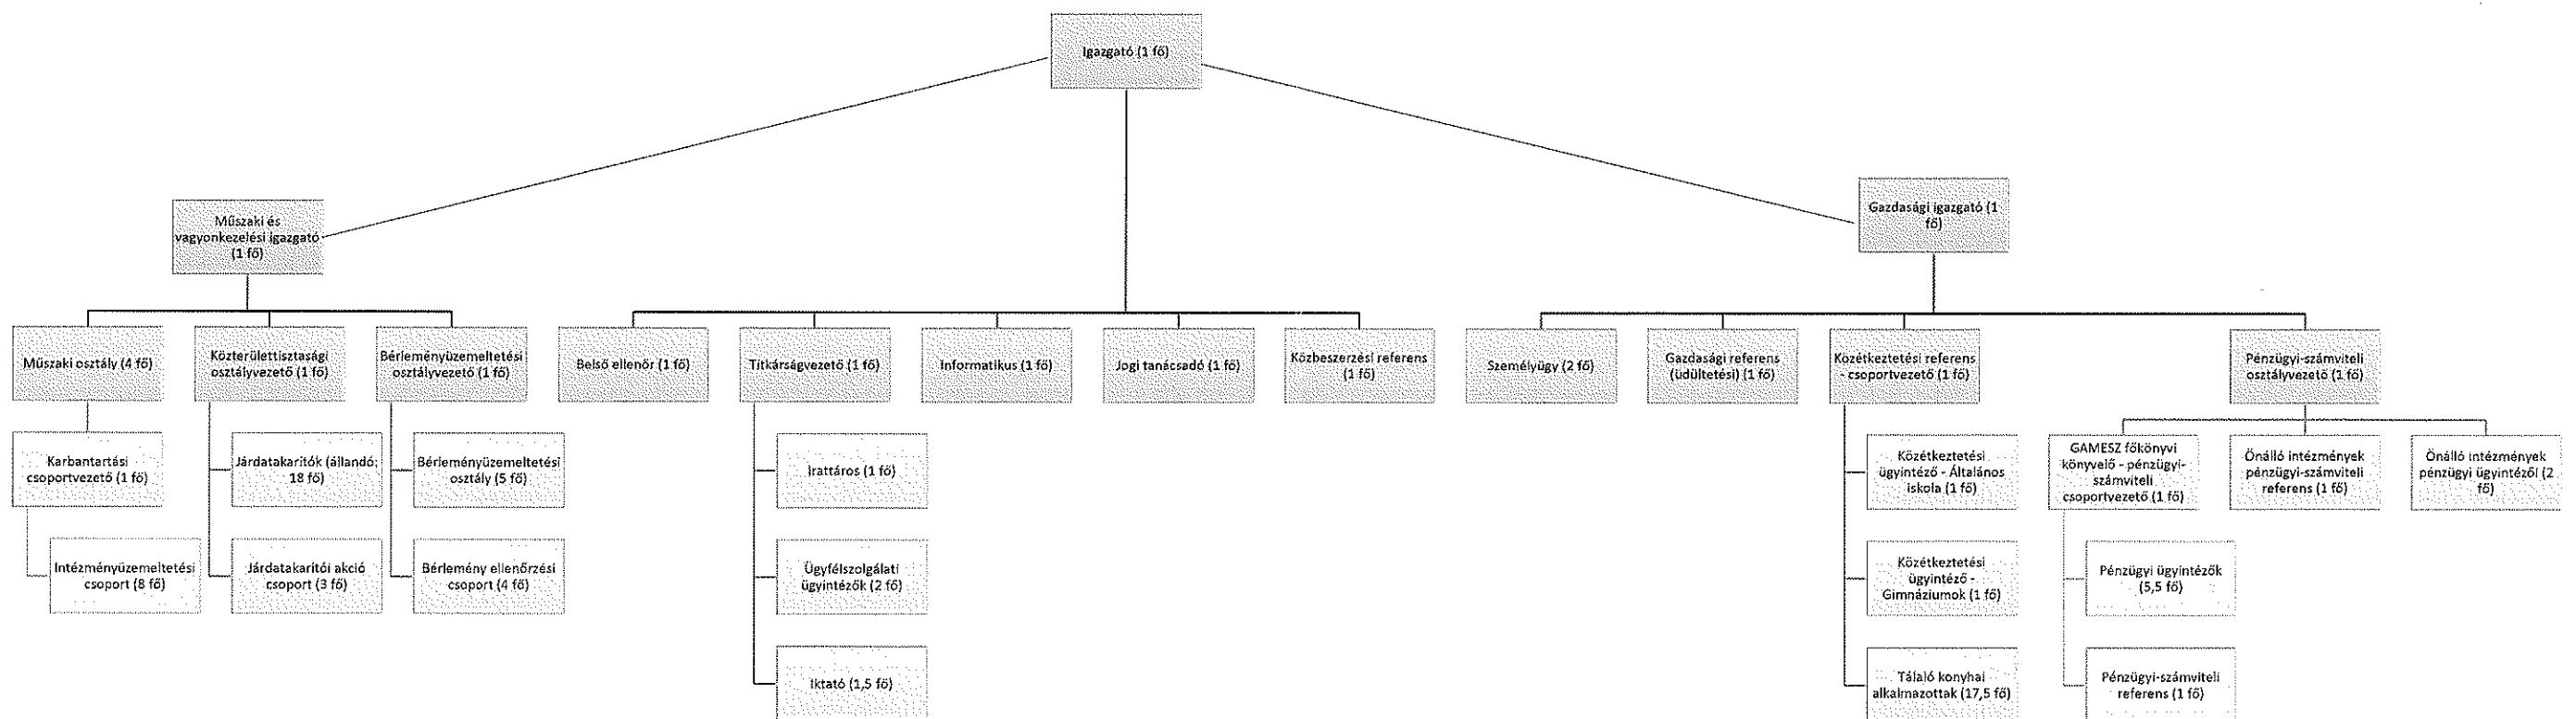 Igazgató (1 fő)
Műszaki és
vagyonkezelési igazgató
(1 fő)
Gazdasági igazgató (1
fő)
Műszaki osztály (4 fő)
Közterülettisztasági
osztályvezető (1 fő)
Bérleményüzemeltetési
osztályvezető (1 fő)
Belső ellenőr (1 fő)
Titkárságvezető (1 fő)
Informatikus (1 fő)
Jogi tanácsadó (1 fő)
Közbeszerzési referens
(1 fő)
Személyügy (2 fő)
Gazdasági referens
(üdültetési) (1 fő)
Közétkeztetési referens
- csoportvezető (1 fő)
Pénzügyi-számviteli
osztályvezető (1 fő)
Karbantartási
csoportvezető (1 fő)
Járdatakarítók (állandó;
18 fő)
Bérleményüzemeltetési
osztály (5 fő)
Irattáros (1 fő)
Közétkeztetési
ügyintéző - Általános
iskola (1 fő)
GAMESZ főkönyvi
könyvelő - pénzügyi-
számviteli
csoportvezető (1 fő)
Önálló intézmények
pénzügyi-számviteli
referens (1 fő)
Önálló intézmények
pénzügyi ügyintézői (2
fő)
Intézményüzemeltetési
csoport (8 fő)
Járdatakarítói akció
csoport (3 fő)
Bérlemény ellenőrzési
csoport (4 fő)
Ügyfélszolgálati
ügyintézők (2 fő)
Közétkeztetési
ügyintéző -
Gimnáziumok (1 fő)
Pénzügyi ügyintézők
(5,5 fő)
Iktató (1,5 fő)
Tálaló konyhai
alkalmazottak (17,5 fő)
Pénzügyi-számviteli
referens (1 fő)